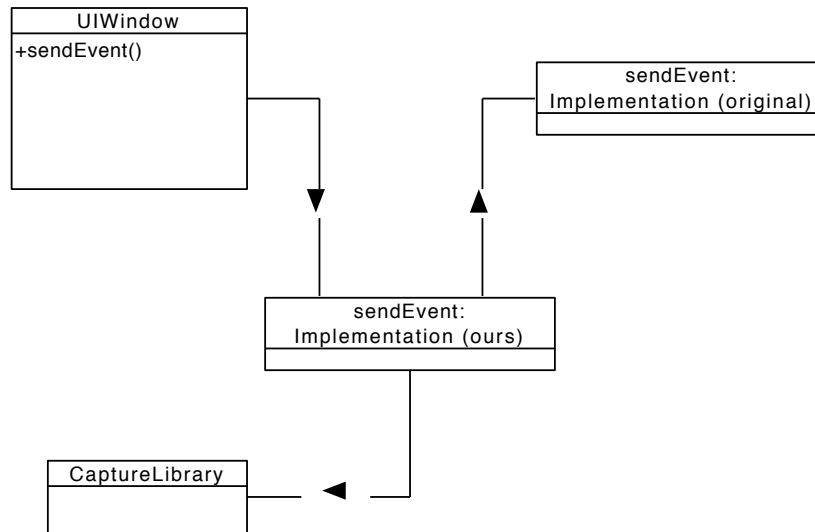 UIWindow
+sendEvent()
sendEvent:
Implementation (original)
sendEvent:
Implementation (ours)
CaptureLibrary